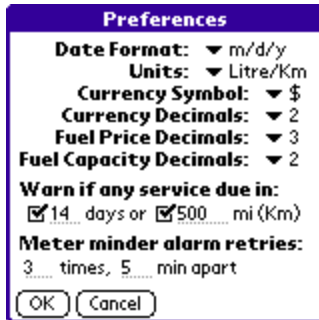 Preferences
Date Format: m/d/y
Units: Litre/Km
Currency Symbol: $
Currency Decimals: 2
Fuel Price Decimals: 3
Fuel Capacity Decimals: 2
Warn if any service due in:
14 days or 500 mi (Km)
Meter minder alarm retries:
3 times, 5 min apart
OK Cancel